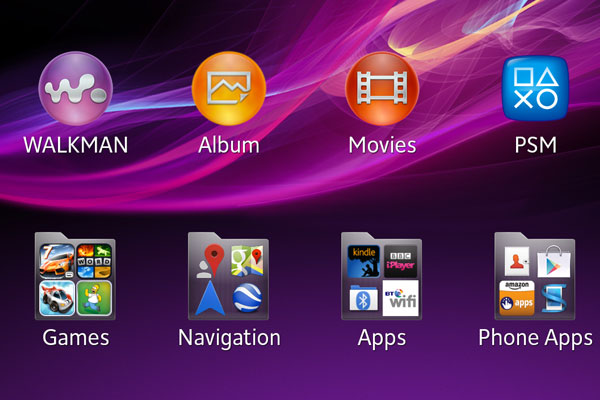 WALKMAN
Album
Movies
PSM
WORD
kindle
BBC
iPlayer
BT
wifi
amazon
apps
Games
Navigation
Apps
Phone Apps